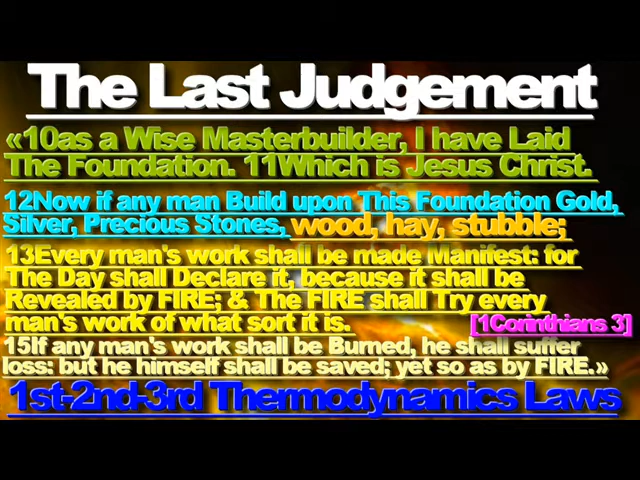 The Last Judgement
«10as a Wise Masterbuilder, I have Laid
The Foundation. 11Which is Jesus Christ.
12Now if any man Build upon This Foundation Gold,
Silver, Precious Stones, wood, hay, stubble;
13Every man's work shall be made Manifest: for
The Day shall Declare it, because it shall be
Revealed by FIRE; & The FIRE shall Try every
man's work of what sort it is. [1Corinthians 3]
15If any man's work shall be Burned, he shall suffer
loss: but he himself shall be saved; yet so as by FIRE.»
1st-2nd-3rd Thermodynamics Laws